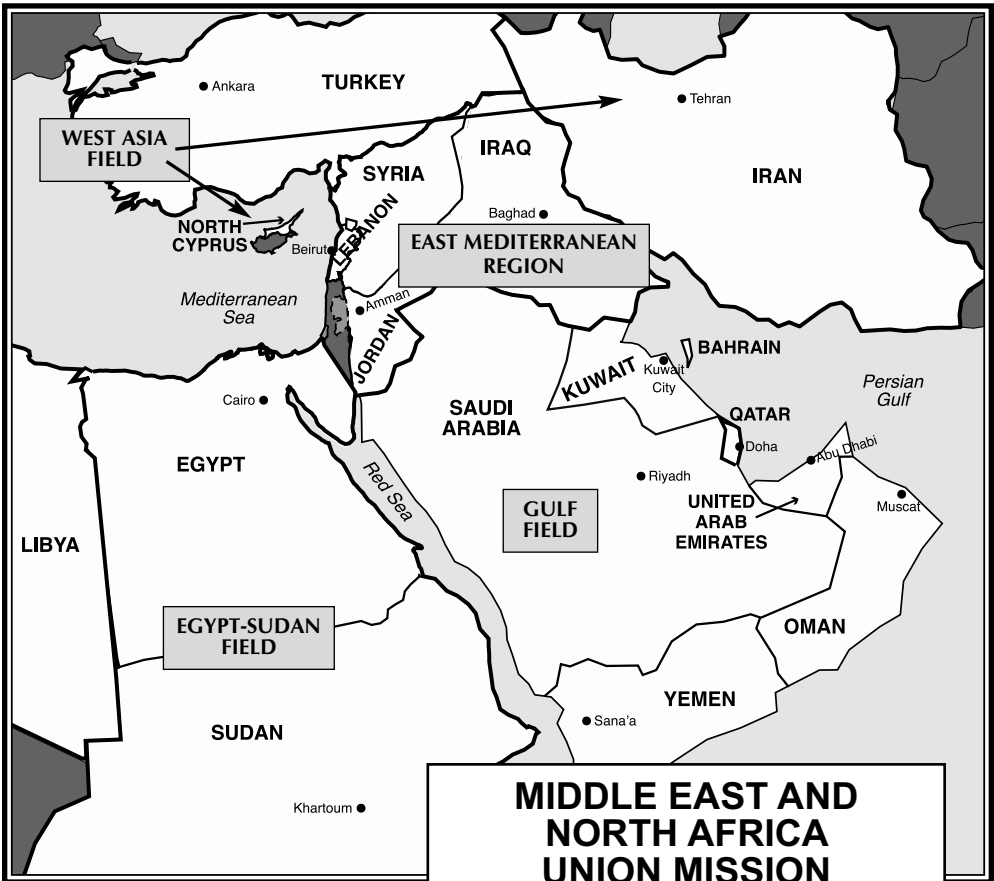 Ankara
TURKEY
Tehran
WEST ASIA
FIELD
IRAQ
SYRIA
IRAN
LEBANON
Baghad
NORTH
CYPRUS
Beirut
EAST MEDITERRANEAN
REGION
Mediterranean
Sea
Amman
JORDAN
BAHRAIN
KUWAIT
Kuwait
City
Persian
Gulf
Cairo
SAUDI
ARABIA
QATAR
Doha
Abu Dhabi
EGYPT
Red Sea
Riyadh
UNITED
ARAB
EMIRATES
Muscat
GULF
FIELD
LIBYA
EGYPT-SUDAN
FIELD
OMAN
YEMEN
Sana'a
SUDAN
Khartoum
MIDDLE EAST AND
NORTH AFRICA
UNION MISSION